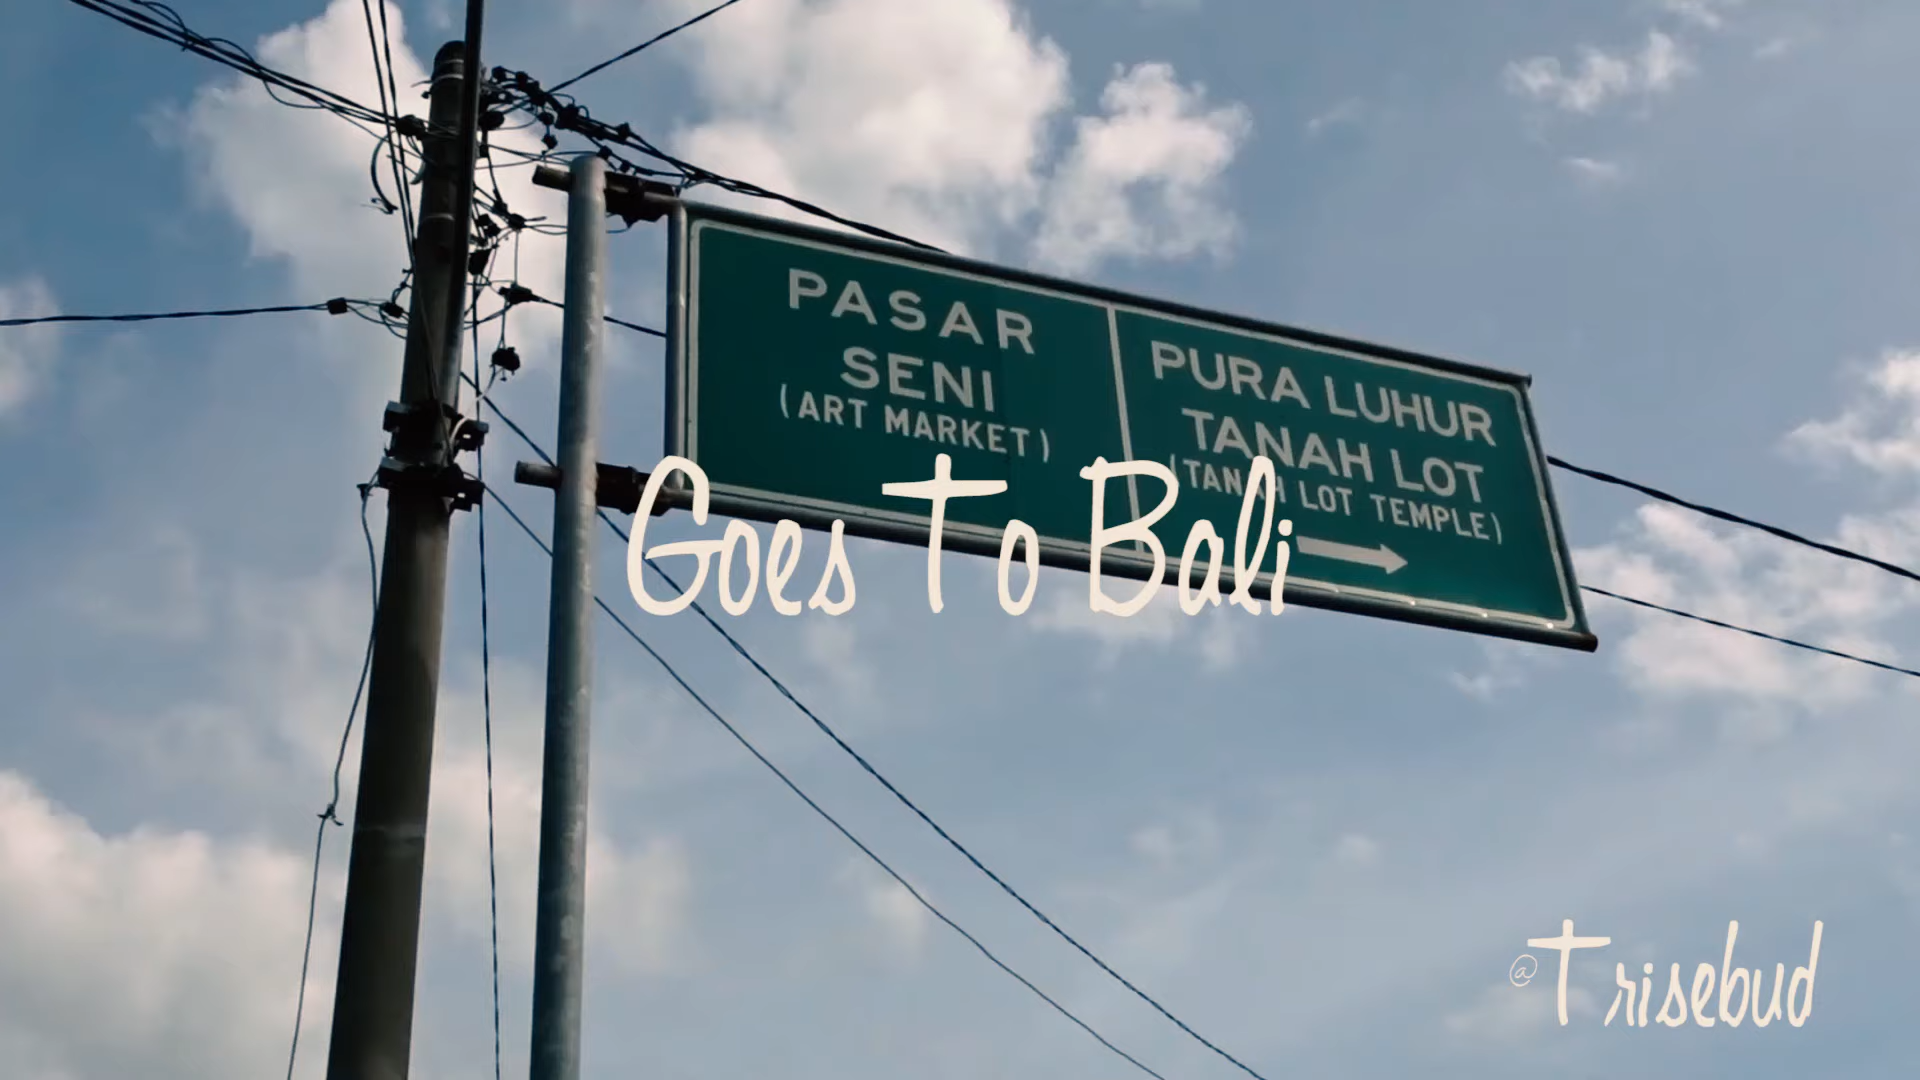 PASAR
SENI
(ART MARKET)
PURA LUHUR
TANAH LOT
(TANAH LOT TEMPLE)
Goes To Bali
@Trisebud